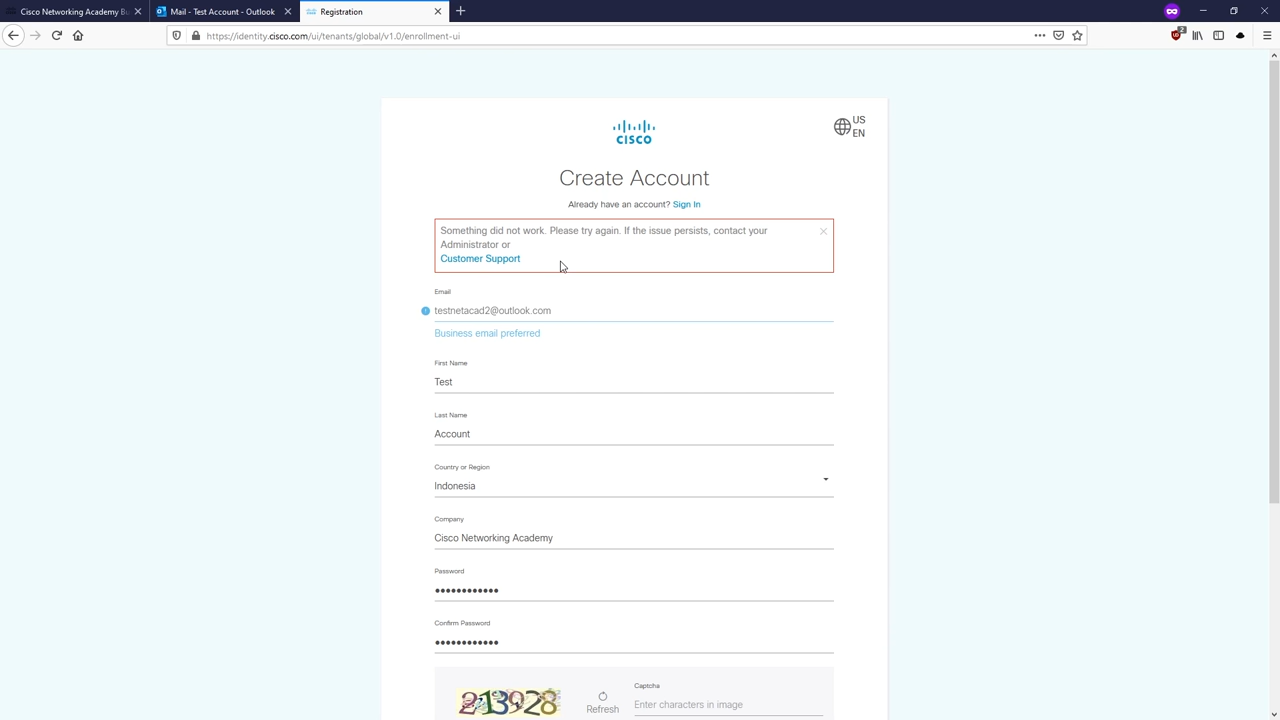 Cisco Networking Academy B
Mail - Test Account - Outlook
Registration
https://identity.cisco.com/ui/tenants/global/v1.0/enrollment-ui
2
CISCO
US
EN
Create Account
Already have an account? Sign In
Something did not work. Please try again. If the issue persists, contact your
Administrator or
Customer Support
Email
testnetacad2@outlook.com
Business email preferred
First Name
Test
Last Name
Account
Country or Region
Indonesia
Company
Cisco Networking Academy
Password
••••••••••••
Confirm Password
••••••••••••
213928
Refresh
Captcha
Enter characters in image